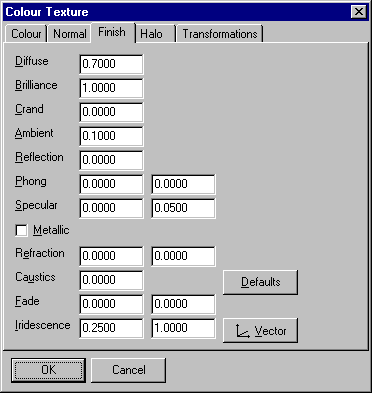 Colour Texture
Colour Normal Finish Halo Transformations
Diffuse 0.7000
Brilliance 1.0000
Crand 0.0000
Ambient 0.1000
Reflection 0.0000
Phong 0.0000 0.0000
Specular 0.0000 0.0500
Metallic
Refraction 0.0000 0.0000
Caustics 0.0000 Defaults
Fade 0.0000 0.0000
Iridescence 0.2500 1.0000 Vector
OK Cancel